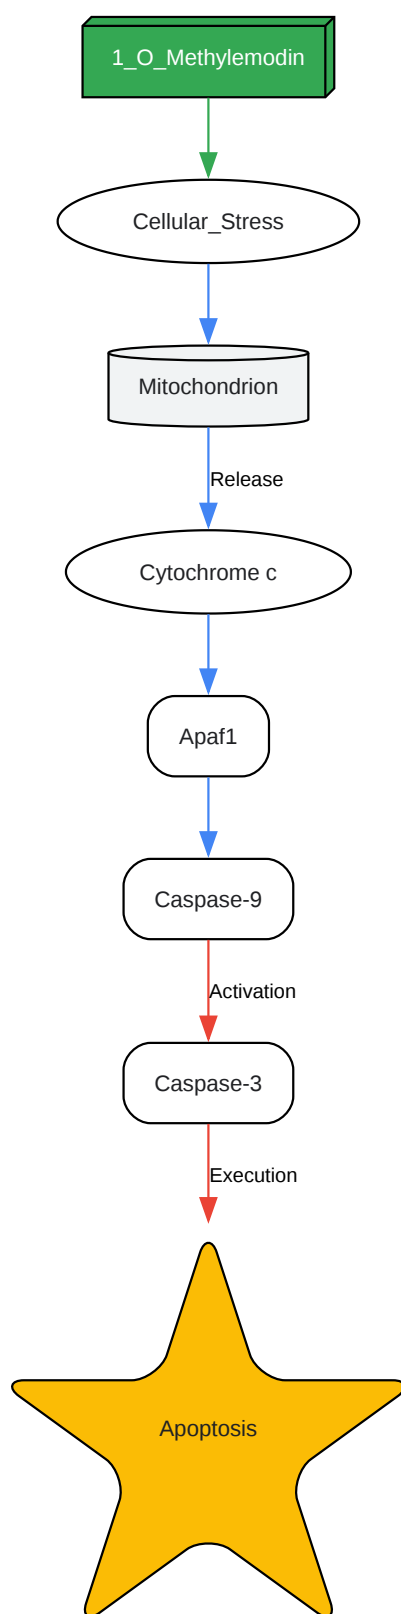 1_O_Methylemodin
Cellular_Stress
Mitochondrion
Release
Cytochrome c
Apaf1
Caspase-9
Activation
Caspase-3
Execution
Apoptosis